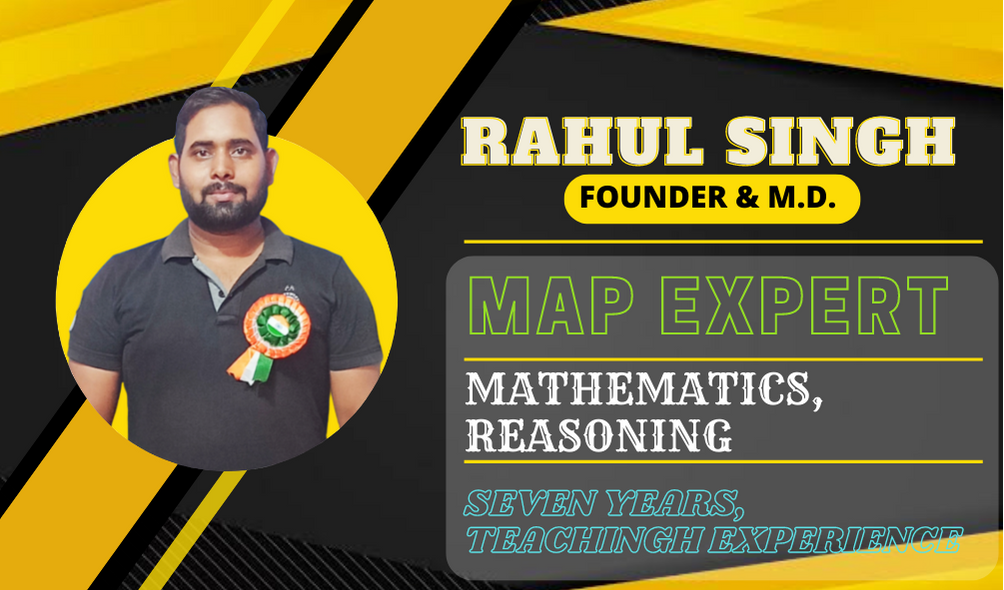 RAHUL SINGH
FOUNDER & M.D.
MAP EXPERT
MATHEMATICS,
REASONING
SEVEN YEARS,
TEACHINGH EXPERIENCE